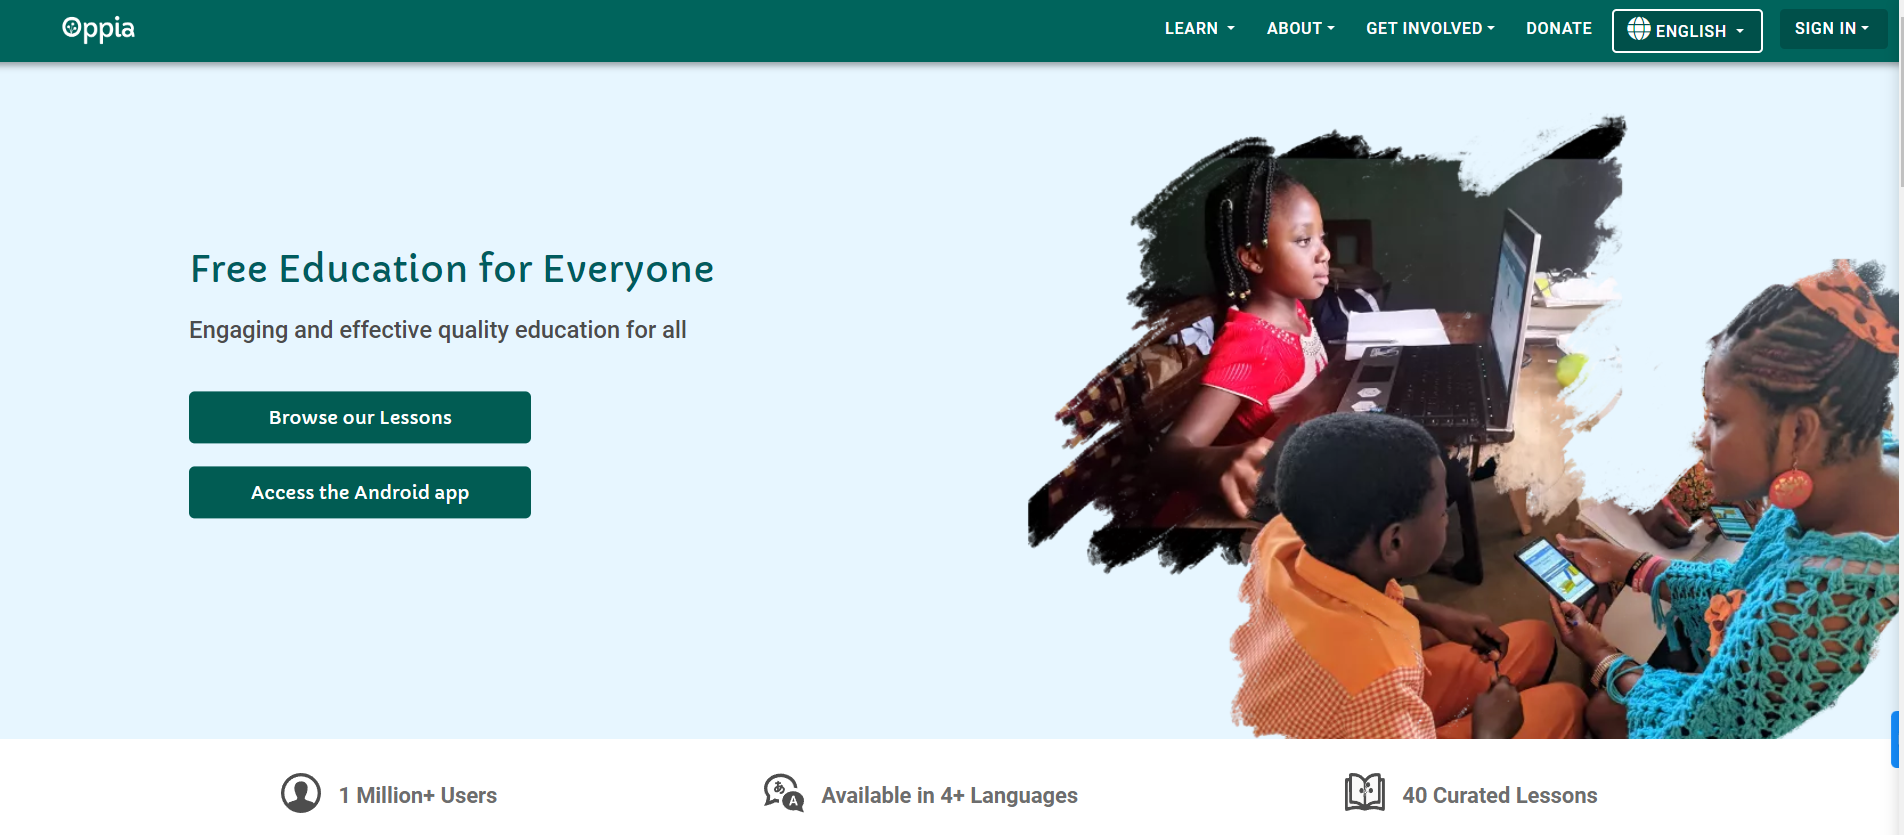 Oppia
LEARN
ABOUT
GET INVOLVED
DONATE
ENGLISH
SIGN IN
Free Education for Everyone
Engaging and effective quality education for all
Browse our Lessons
Access the Android app
1 Million+ Users
あ
A
Available in 4+ Languages
40 Curated Lessons